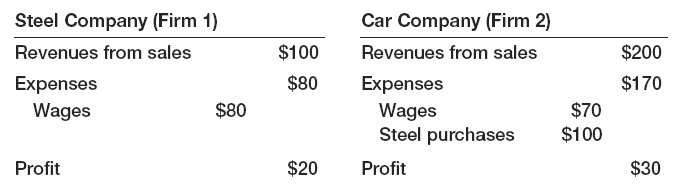 Steel Company (Firm 1)
Revenues from sales $100
Expenses $80
Wages $80
Profit $20
Car Company (Firm 2)
Revenues from sales $200
Expenses $170
Wages $70
Steel purchases $100
Profit $30